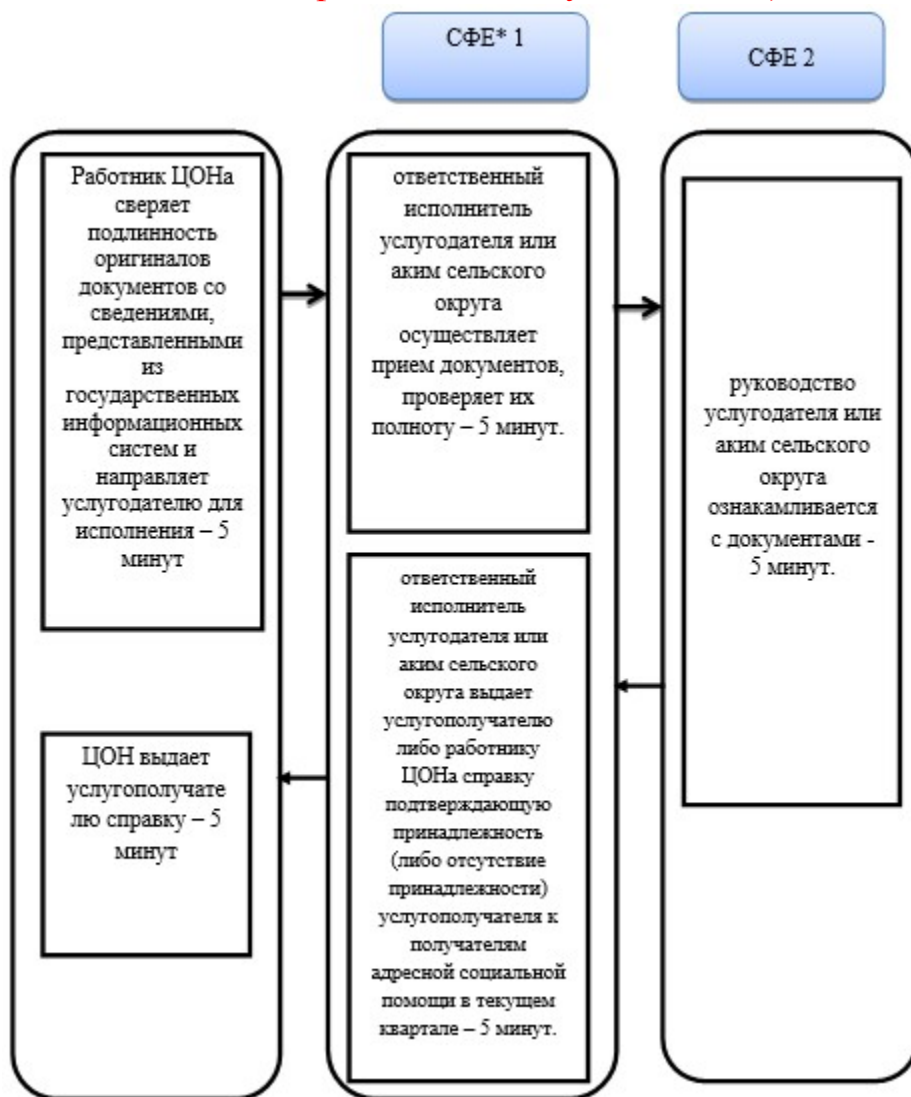 СФЕ* 1
СФЕ 2
Работник ЦОНа
сверяет
подлинность
оригиналов
документов со
сведениями,
представленными
из
государственных
информационных
систем и
направляет
услугодателю для
исполнения – 5
минут
ответственный
исполнитель
услугодателя или
аким сельского
округа
осуществляет
прием документов,
проверяет их
полноту – 5 минут.
руководство
услугодателя или
аким сельского
округа
ознакамливается
с документами -
5 минут.
ответственный
исполнитель
услугодателя или
аким сельского
округа выдает
услугополучателю
либо работнику
ЦОНа справку
подтверждающую
принадлежность
(либо отсутствие
принадлежности)
услугополучателя к
получателям
адресной социальной
помощи в текущем
квартале – 5 минут.
ЦОН выдает
услугополучате
лю справку – 5
минут